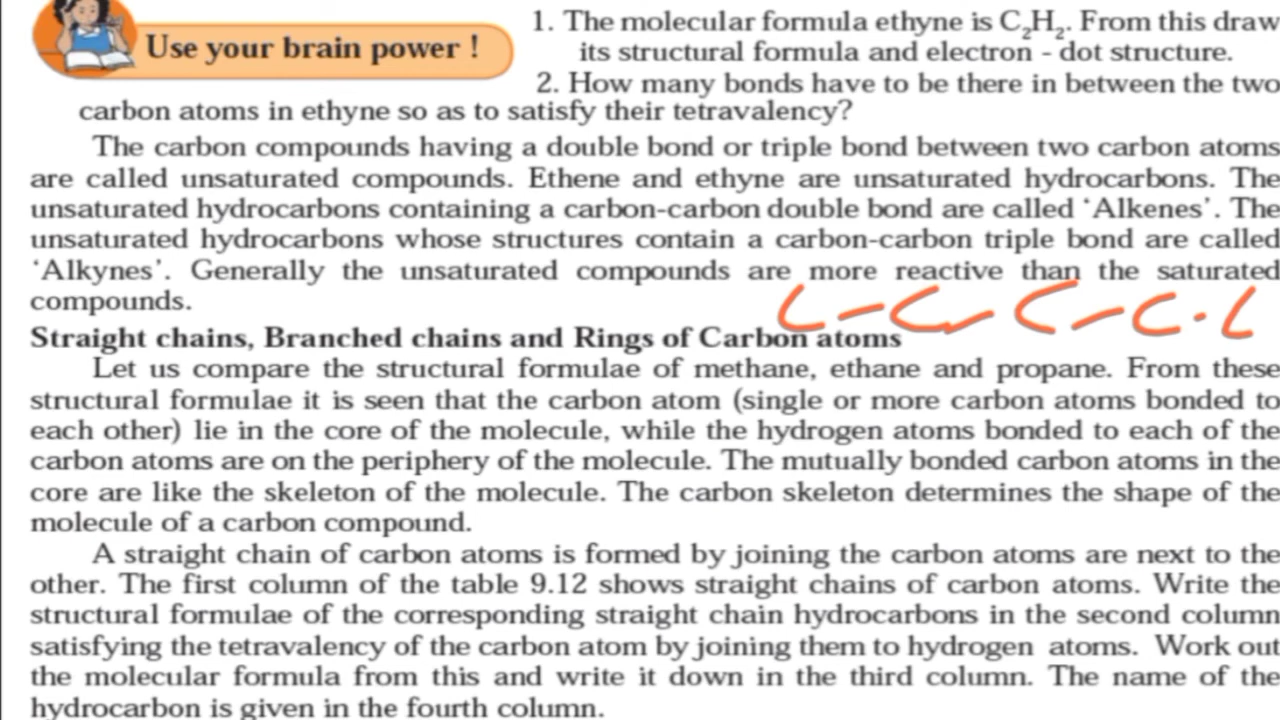 Use your brain power !
1. The molecular formula ethyne is C₂H₂. From this draw
its structural formula and electron - dot structure.
2. How many bonds have to be there in between the two
carbon atoms in ethyne so as to satisfy their tetravalency?
The carbon compounds having a double bond or triple bond between two carbon atoms
are called unsaturated compounds. Ethene and ethyne are unsaturated hydrocarbons. The
unsaturated hydrocarbons containing a carbon-carbon double bond are called ‘Alkenes’. The
unsaturated hydrocarbons whose structures contain a carbon-carbon triple bond are called
‘Alkynes’. Generally the unsaturated compounds are more reactive than the saturated
compounds.
C - C - C - C - C
Straight chains, Branched chains and Rings of Carbon atoms
Let us compare the structural formulae of methane, ethane and propane. From these
structural formulae it is seen that the carbon atom (single or more carbon atoms bonded to
each other) lie in the core of the molecule, while the hydrogen atoms bonded to each of the
carbon atoms are on the periphery of the molecule. The mutually bonded carbon atoms in the
core are like the skeleton of the molecule. The carbon skeleton determines the shape of the
molecule of a carbon compound.
A straight chain of carbon atoms is formed by joining the carbon atoms are next to the
other. The first column of the table 9.12 shows straight chains of carbon atoms. Write the
structural formulae of the corresponding straight chain hydrocarbons in the second column
satisfying the tetravalency of the carbon atom by joining them to hydrogen atoms. Work out
the molecular formula from this and write it down in the third column. The name of the
hydrocarbon is given in the fourth column.